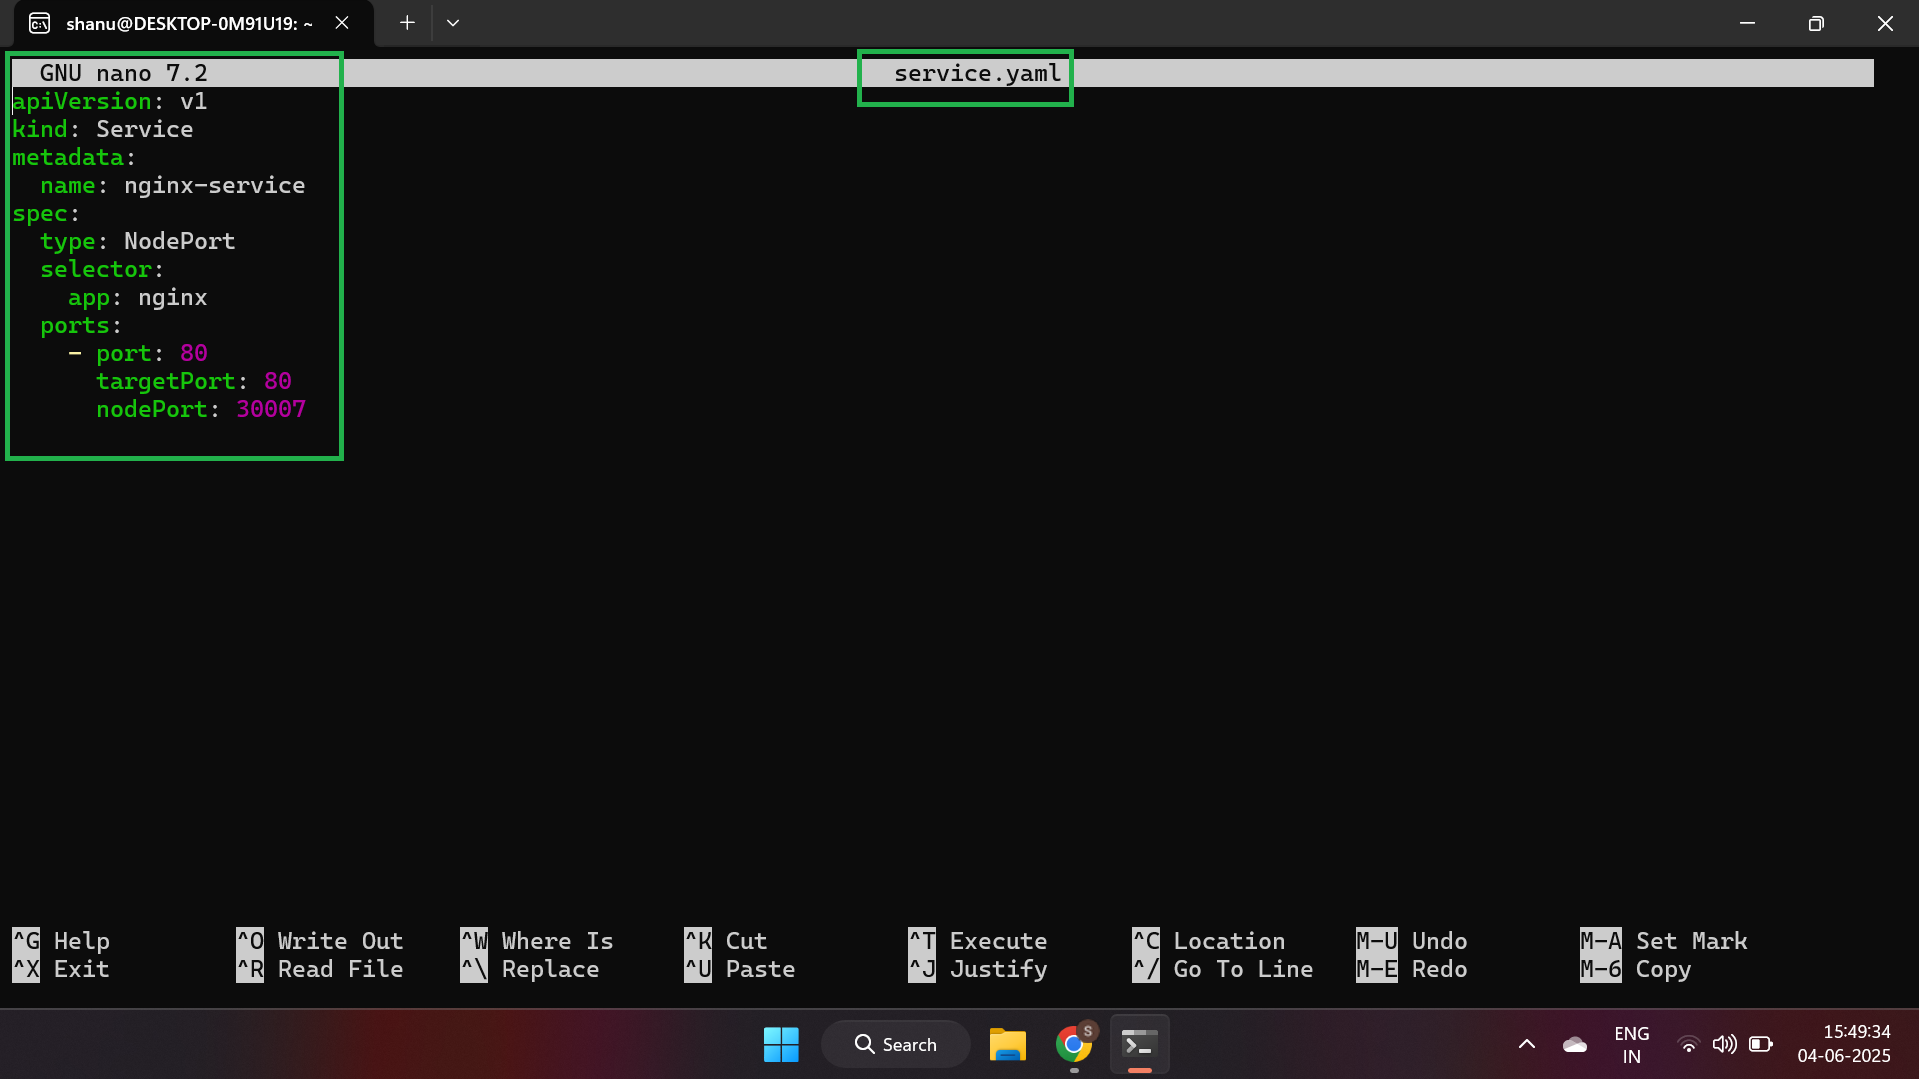 shanu@DESKTOP-0M91U19: ~
GNU nano 7.2 service.yaml
apiVersion: v1
kind: Service
metadata:
  name: nginx-service
spec:
  type: NodePort
  selector:
    app: nginx
  ports:
    - port: 80
      targetPort: 80
      nodePort: 30007
^G Help ^O Write Out ^W Where Is ^K Cut ^T Execute ^C Location M-U Undo M-A Set Mark
^X Exit ^R Read File ^\ Replace ^U Paste ^J Justify ^/ Go To Line M-E Redo M-6 Copy
Search
S
ENG
IN
15:49:34
04-06-2025